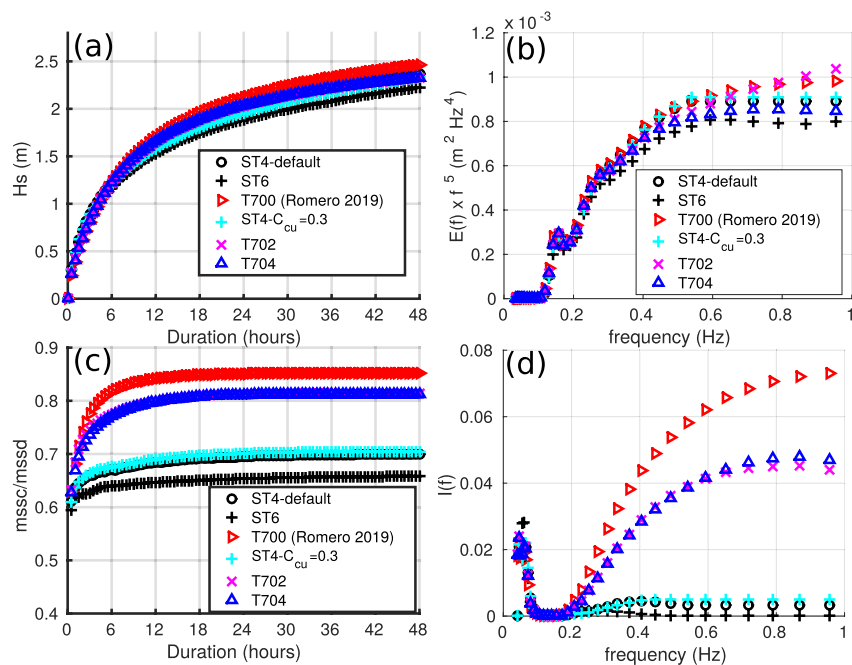 (a)
Hs (m)
2.5
2
1.5
1
0.5
0
0 6 12 18 24 30 36 42 48
Duration (hours)
ST4-default
ST6
T700 (Romero 2019)
ST4-C_cu=0.3
T702
T704
× 10^-3
(b)
E(f) x f^5 (m^2 Hz^4)
1.2
1
0.8
0.6
0.4
0.2
0
0 0.2 0.4 0.6 0.8 1
frequency (Hz)
ST4-default
ST6
T700 (Romero 2019)
ST4-C_cu=0.3
T702
T704
(c)
mssc/mssd
0.9
0.8
0.7
0.6
0.5
0.4
0 6 12 18 24 30 36 42 48
Duration (hours)
ST4-default
ST6
T700 (Romero 2019)
ST4-C_cu=0.3
T702
T704
(d)
I(f)
0.08
0.06
0.04
0.02
0
0 0.2 0.4 0.6 0.8 1
frequency (Hz)